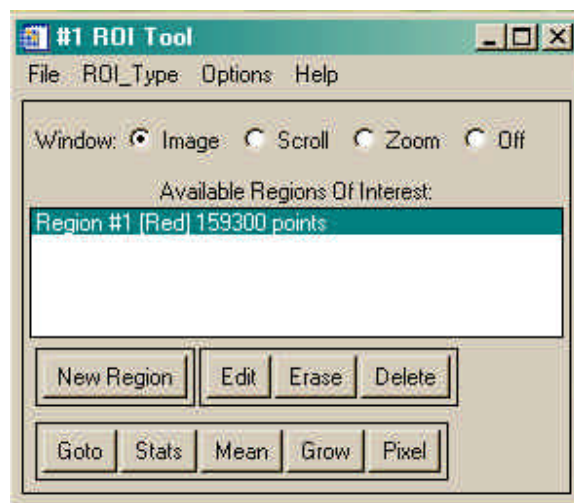 #1 ROI Tool
File ROI_Type Options Help
Window: Image Scroll Zoom Off
Available Regions Of Interest:
Region #1 [Red] 159300 points
New Region Edit Erase Delete
Goto Stats Mean Grow Pixel